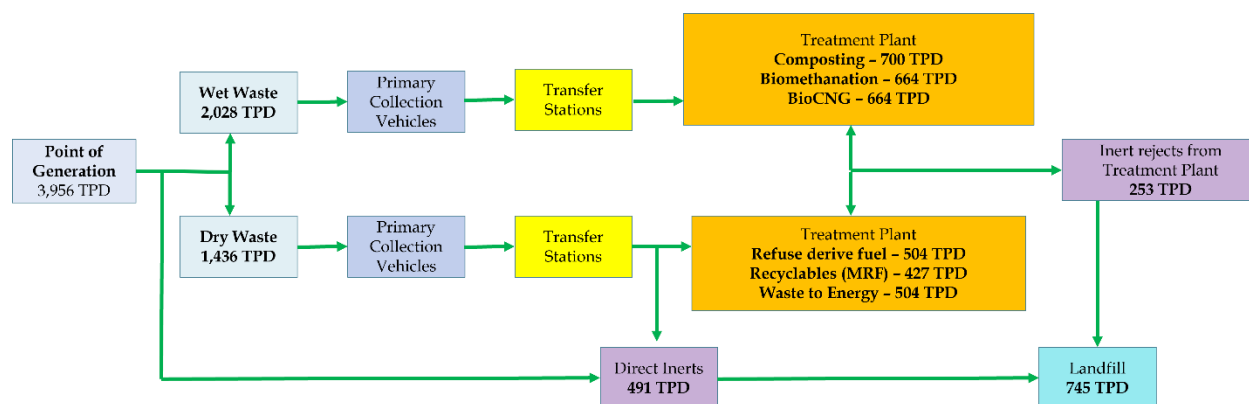 Point of
Generation
3,956 TPD
Wet Waste
2,028 TPD
Primary
Collection
Vehicles
Transfer
Stations
Treatment Plant
Composting – 700 TPD
Biomethanation – 664 TPD
BioCNG – 664 TPD
Dry Waste
1,436 TPD
Primary
Collection
Vehicles
Transfer
Stations
Treatment Plant
Refuse derive fuel – 504 TPD
Recyclables (MRF) – 427 TPD
Waste to Energy – 504 TPD
Inert rejects from
Treatment Plant
253 TPD
Direct Inerts
491 TPD
Landfill
745 TPD